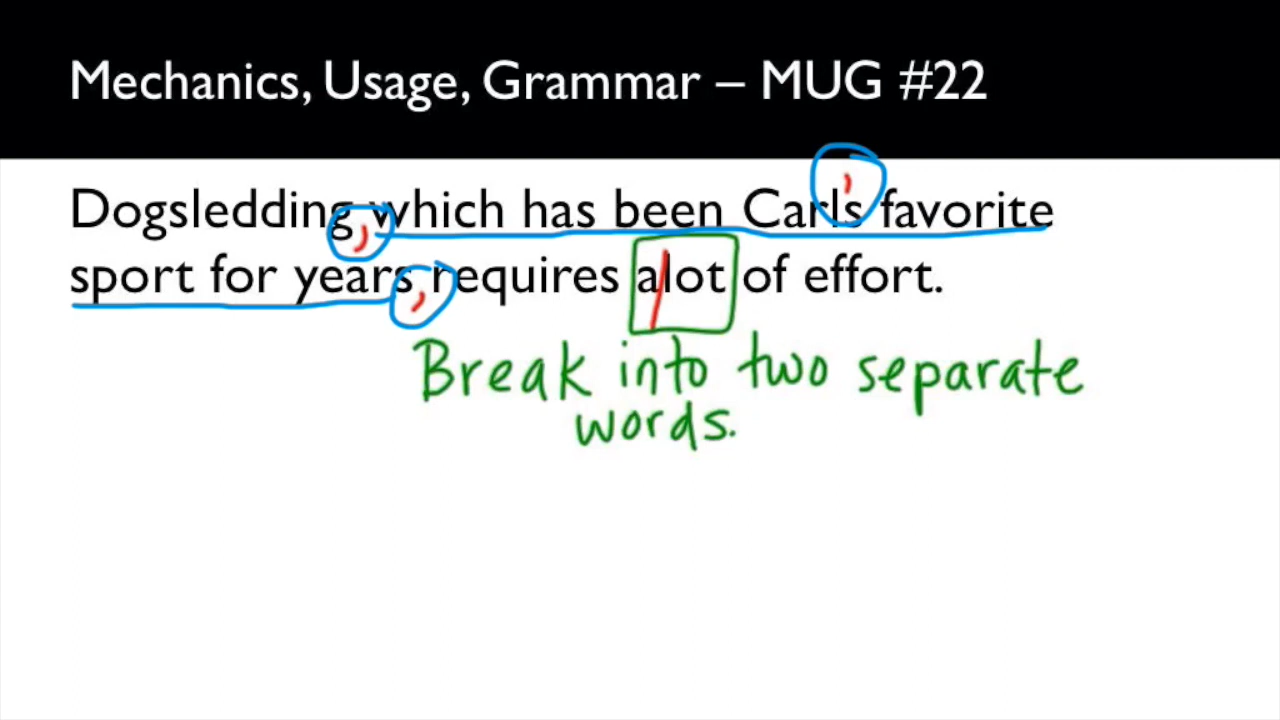 Mechanics, Usage, Grammar – MUG #22
Dogsledding, which has been Carl's favorite
sport for years, requires alot of effort.
Break into two separate
words.